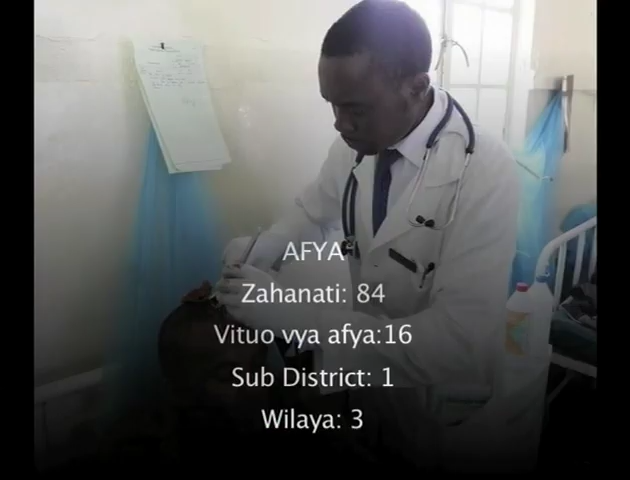 AFYA
Zahanati: 84
Vituo vya afya:16
Sub District: 1
Wilaya: 3